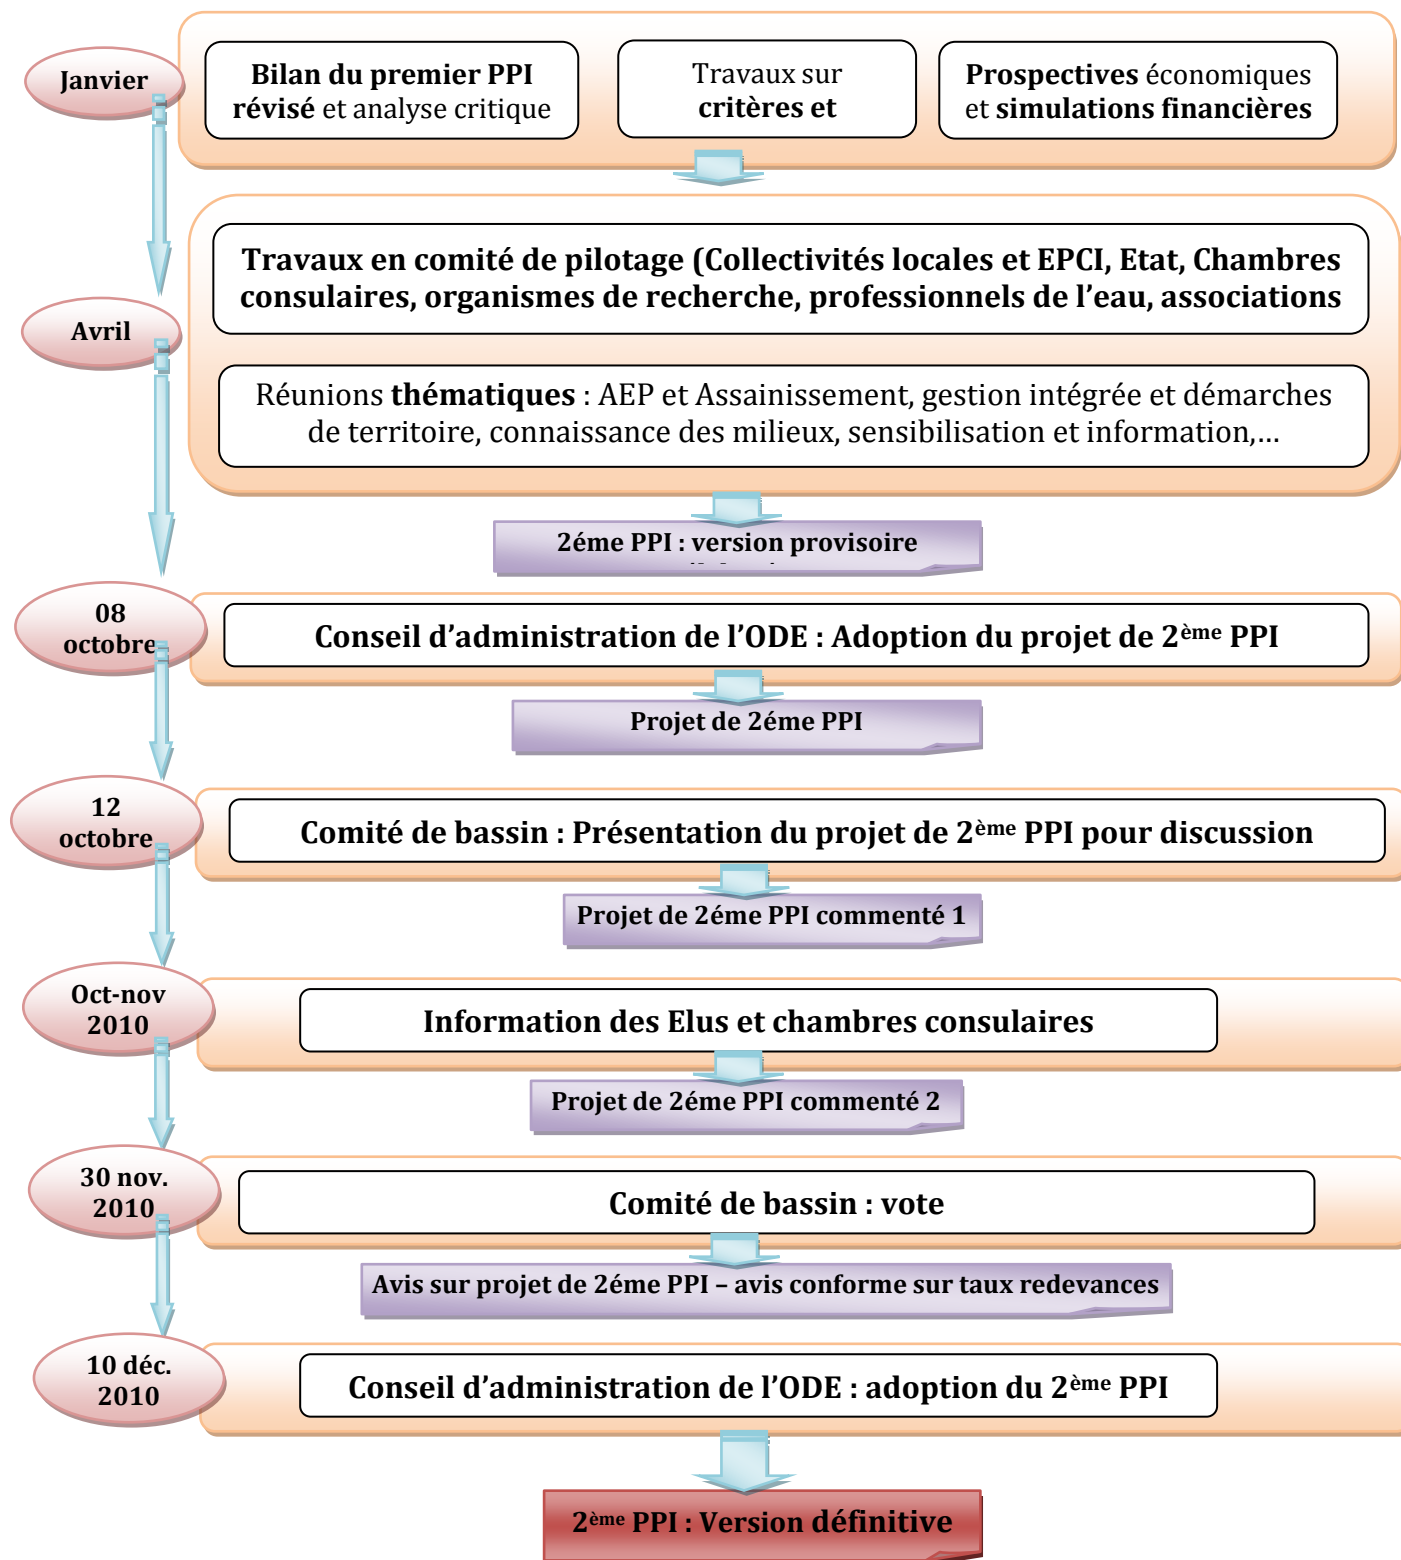 Janvier
Bilan du premier PPI
révisé et analyse critique
Travaux sur
critères et
Prospectives économiques
et simulations financières
Travaux en comité de pilotage (Collectivités locales et EPCI, Etat, Chambres
consulaires, organismes de recherche, professionnels de l’eau, associations
Avril
Réunions thématiques : AEP et Assainissement, gestion intégrée et démarches
de territoire, connaissance des milieux, sensibilisation et information,…
2éme PPI : version provisoire
08
octobre
Conseil d’administration de l’ODE : Adoption du projet de 2ème PPI
Projet de 2éme PPI
12
octobre
Comité de bassin : Présentation du projet de 2ème PPI pour discussion
Projet de 2éme PPI commenté 1
Oct-nov
2010
Information des Elus et chambres consulaires
Projet de 2éme PPI commenté 2
30 nov.
2010
Comité de bassin : vote
Avis sur projet de 2éme PPI – avis conforme sur taux redevances
10 déc.
2010
Conseil d’administration de l’ODE : adoption du 2ème PPI
2ème PPI : Version définitive